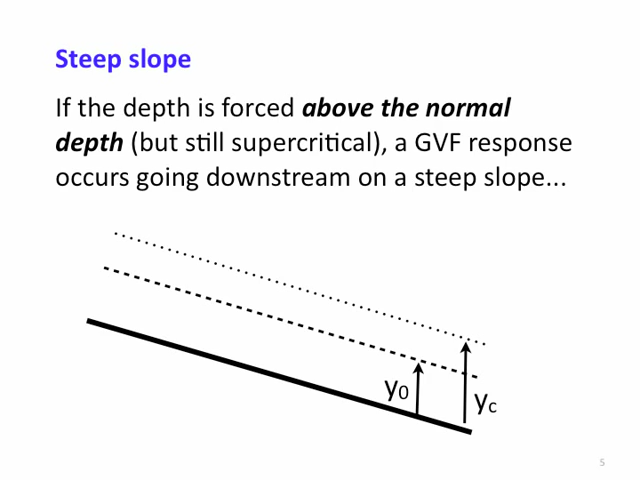 Steep slope
If the depth is forced above the normal
depth (but still supercritical), a GVF response
occurs going downstream on a steep slope...
y0
yc
5